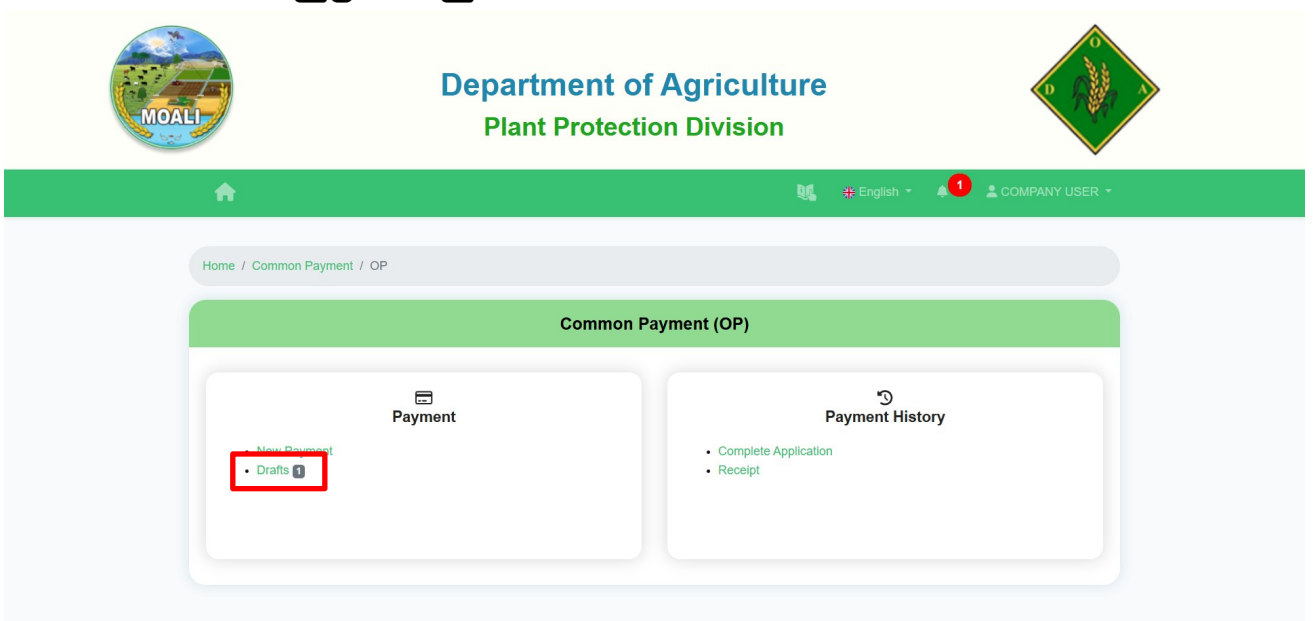 Department of Agriculture
Plant Protection Division
MOALI
D O A
English 1 COMPANY USER
Home / Common Payment / OP
Common Payment (OP)
Payment
New Payment
Drafts 1
Payment History
Complete Application
Receipt